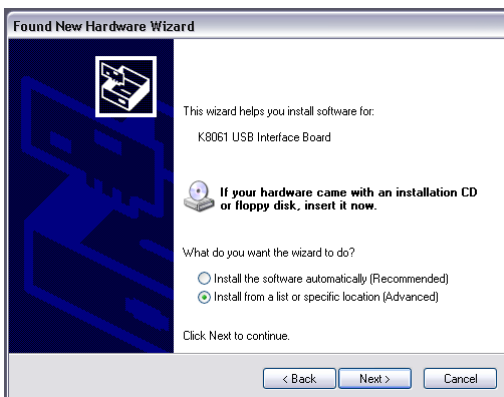 Found New Hardware Wizard
This wizard helps you install software for:
K8061 USB Interface Board
If your hardware came with an installation CD
or floppy disk, insert it now.
What do you want the wizard to do?
Install the software automatically (Recommended)
Install from a list or specific location (Advanced)
Click Next to continue.
< Back Next > Cancel